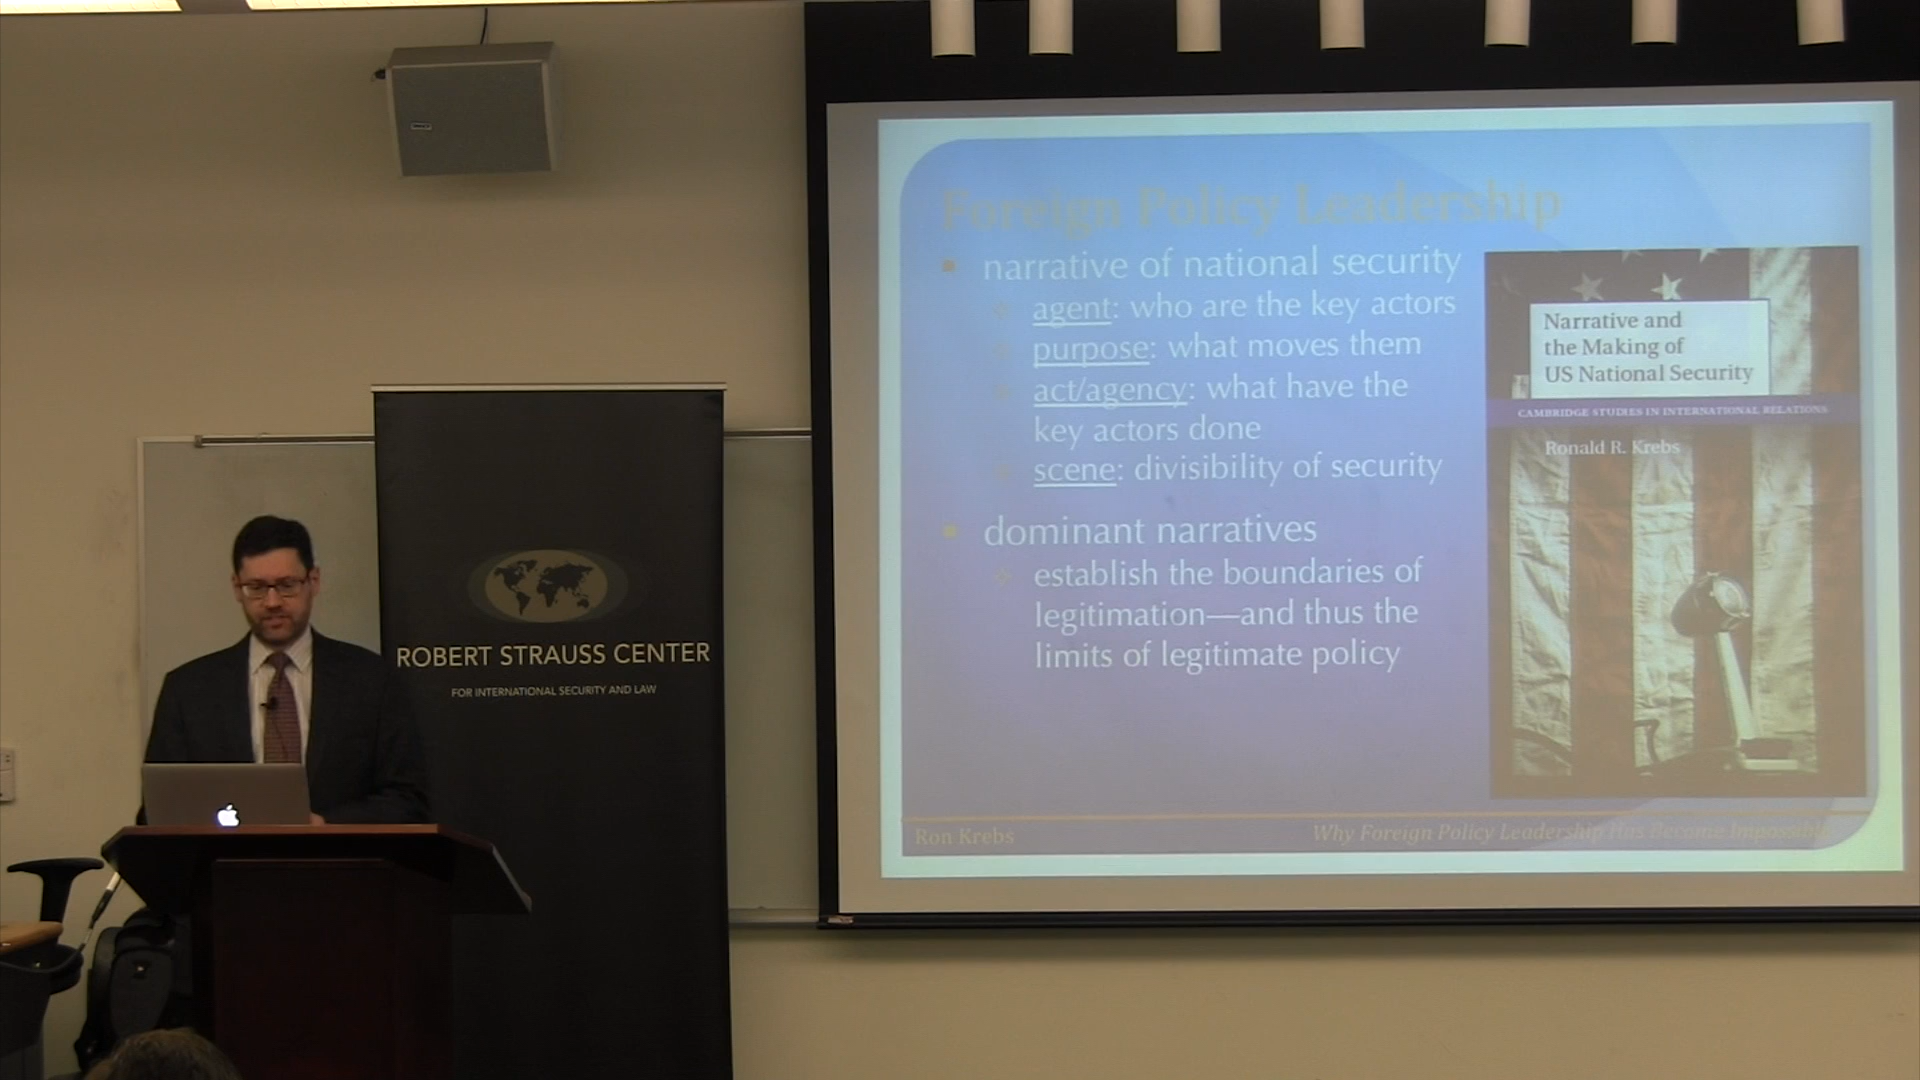 ROBERT STRAUSS CENTER
FOR INTERNATIONAL SECURITY AND LAW
Foreign Policy Leadership
narrative of national security
agent: who are the key actors
purpose: what moves them
act/agency: what have the
key actors done
scene: divisibility of security
dominant narratives
establish the boundaries of
legitimation—and thus the
limits of legitimate policy
Narrative and
the Making of
US National Security
CAMBRIDGE STUDIES IN INTERNATIONAL RELATIONS
Ronald R. Krebs
Ron Krebs
Why Foreign Policy Leadership Has Become Impossible